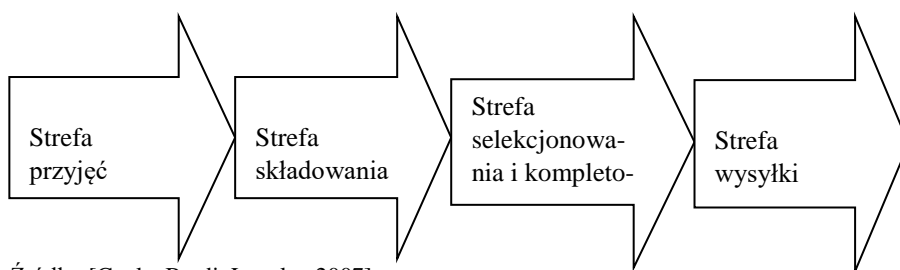 Strefa
przyjęć
Strefa
składowania
Strefa
selekcjonowa-
nia i kompleto-
Strefa
wysyłki